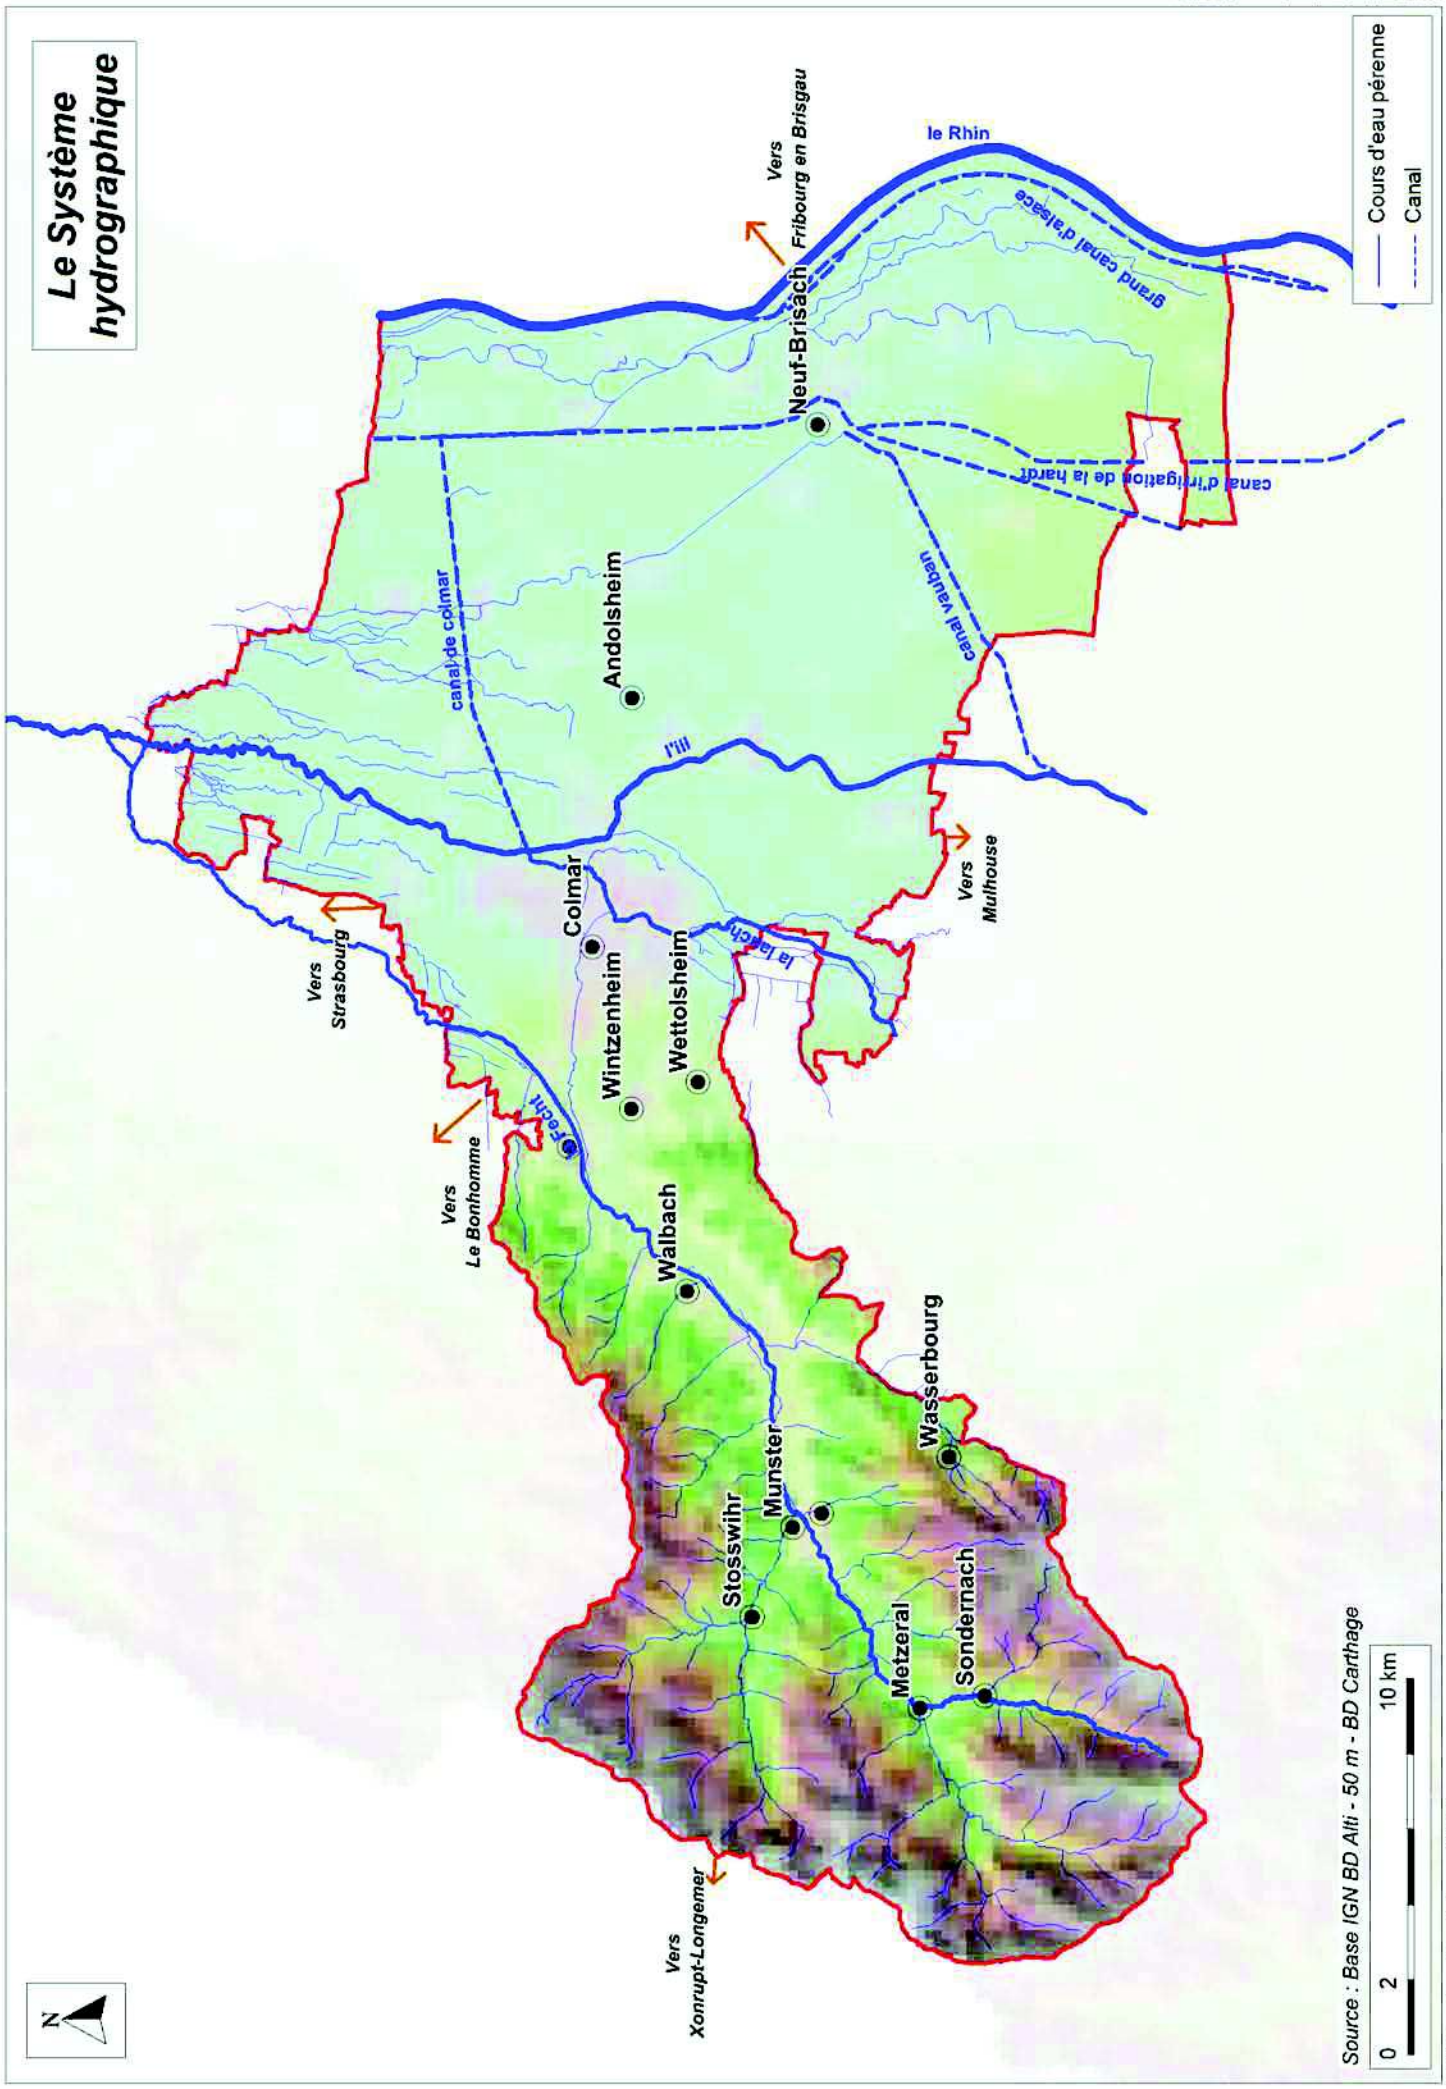 Le Système
hydrographique
N
Vers
Strasbourg
Vers
Le Bonhomme
Vers
Xonrupt-Longemer
Vers
Fribourg en Brisgau
Vers
Mulhouse
le Rhin
grand canal d'alsace
Neuf-Brisach
canal d'irrigation de la hardt
canal vauban
canal de colmar
Andolsheim
l'ill
Colmar
la lauch
Wintzenheim
Wettolsheim
Fecht
Walbach
Munster
Stosswihr
Wasserbourg
Metzeral
Sondernach
Cours d'eau pérenne
Canal
Source : Base IGN BD Alti - 50 m - BD Carthage
0 2 10 km